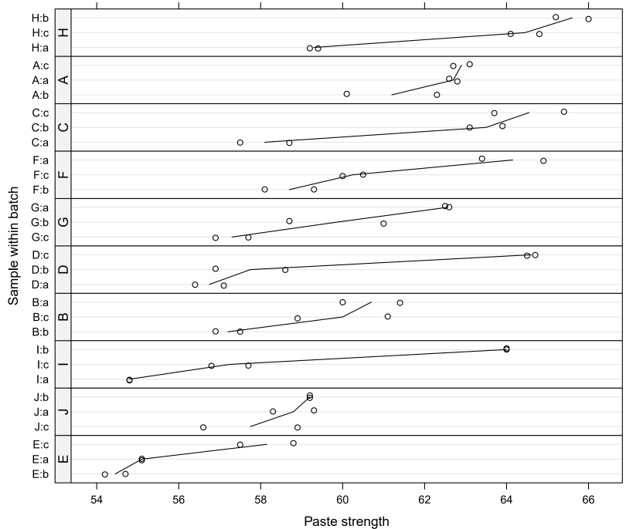 H:b
H:c
H:a
H
A:c
A:a
A:b
A
C:c
C:b
C:a
C
F:a
F:c
F:b
F
G:a
G:b
G:c
G
D:c
D:b
D:a
D
B:a
B:c
B:b
B
I:b
I:c
I:a
I
J:b
J:a
J:c
J
E:c
E:a
E:b
E
Sample within batch
54 56 58 60 62 64 66
Paste strength